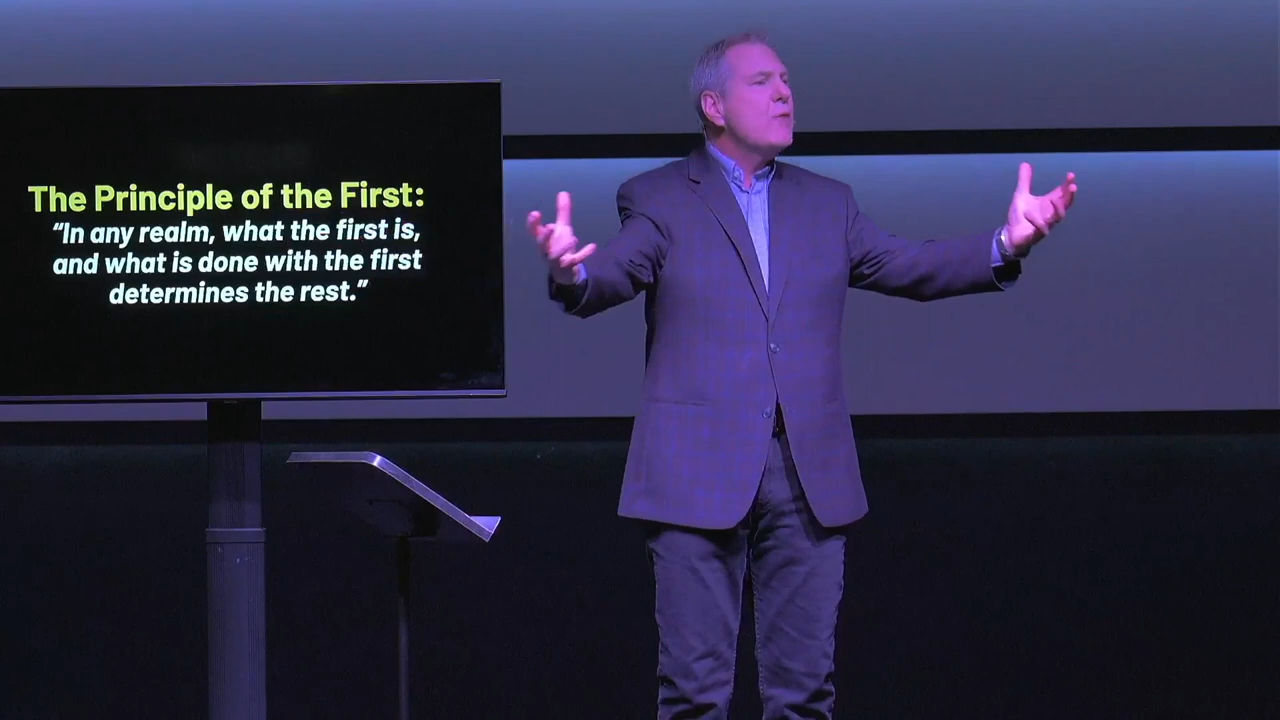 The Principle of the First:
“In any realm, what the first is,
and what is done with the first
determines the rest.”